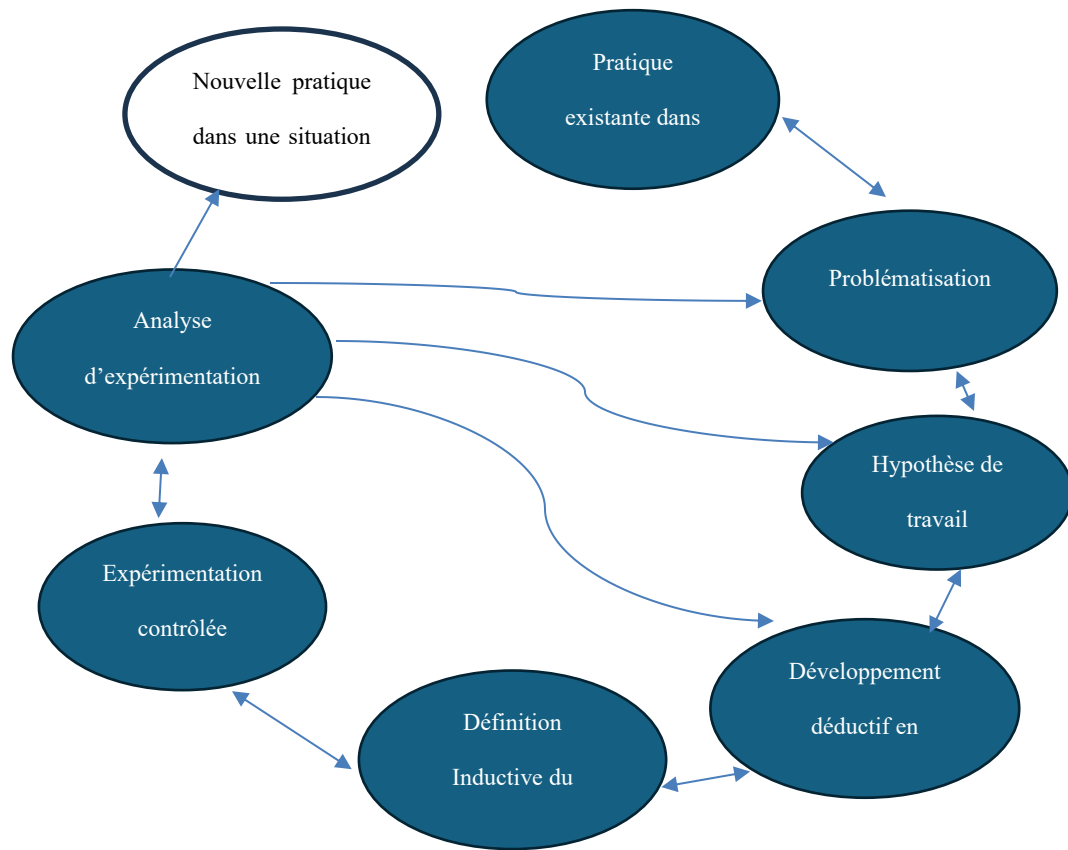 Nouvelle pratique
dans une situation
Pratique
existante dans
Problématisation
Analyse
d’expérimentation
Hypothèse de
travail
Expérimentation
contrôlée
Développement
déductif en
Définition
Inductive du